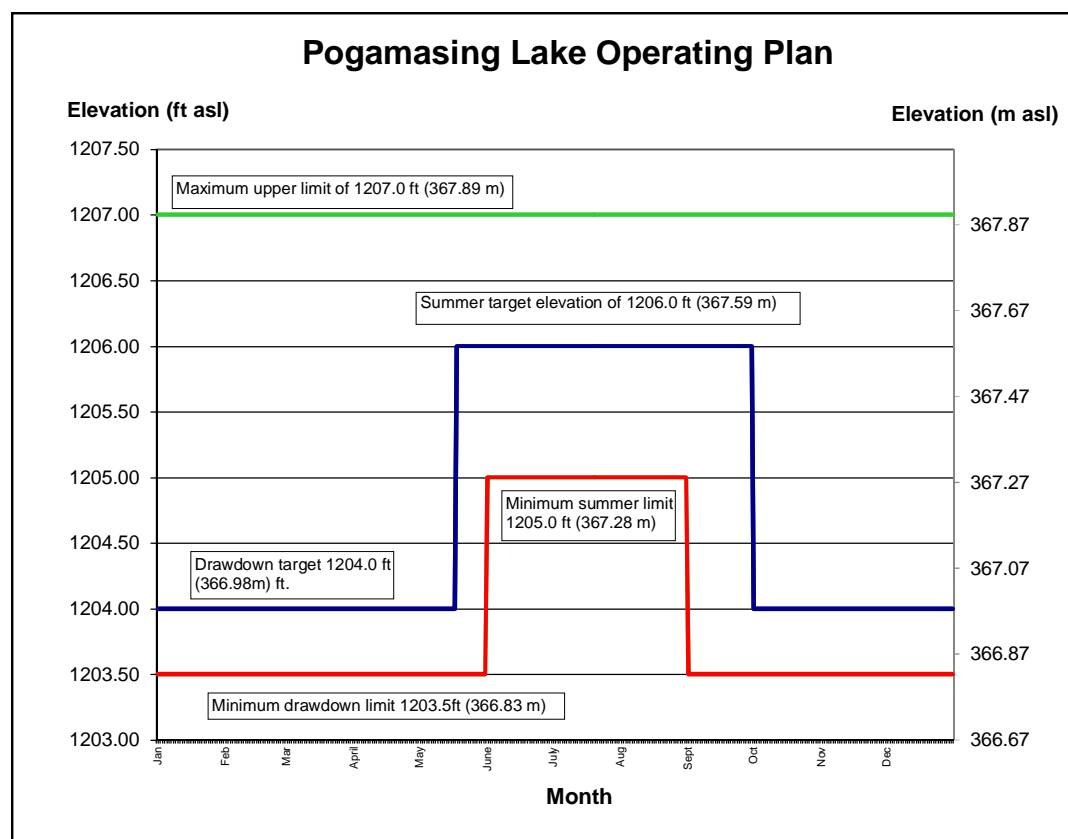 Pogamasing Lake Operating Plan
Elevation (ft asl)
Elevation (m asl)
1207.50
1207.00
1206.50
1206.00
1205.50
1205.00
1204.50
1204.00
1203.50
1203.00
Maximum upper limit of 1207.0 ft (367.89 m)
Summer target elevation of 1206.0 ft (367.59 m)
Minimum summer limit
1205.0 ft (367.28 m)
Drawdown target 1204.0 ft
(366.98m) ft.
Minimum drawdown limit 1203.5ft (366.83 m)
367.87
367.67
367.47
367.27
367.07
366.87
366.67
Jan
Feb
Mar
April
May
June
July
Aug
Sept
Oct
Nov
Dec
Month